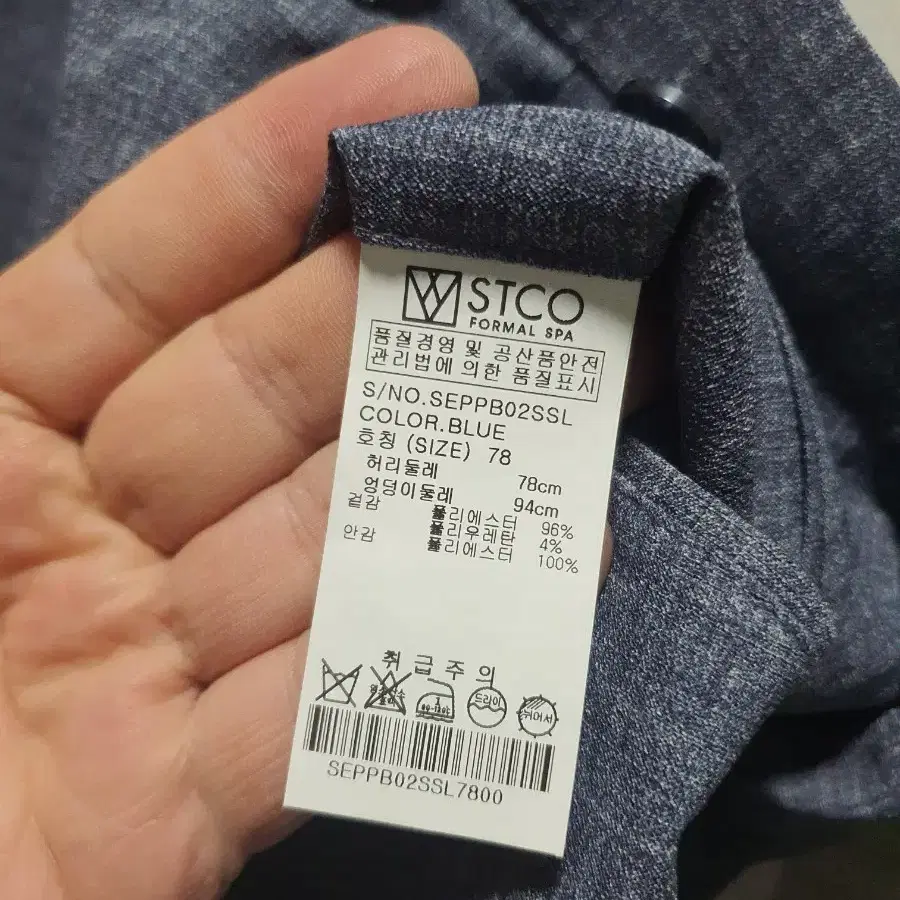 STCO
FORMAL SPA
품질경영 및 공산품안전
관리법에 의한 품질표시
S/NO.SEPPB02SSL
COLOR.BLUE
호칭 (SIZE) 78
허리둘레 78cm
엉덩이둘레 94cm
겉감 폴리에스터 96%
폴리우레탄 4%
안감 폴리에스터 100%
취급주의
드라이
뉘어서
SEPPB02SSL7800